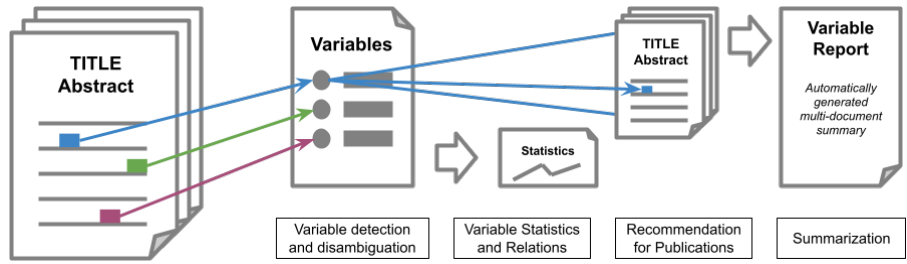 TITLE
Abstract
Variables
Statistics
TITLE
Abstract
Variable
Report
Automatically
generated
multi-document
summary
Variable detection
and disambiguation
Variable Statistics
and Relations
Recommendation
for Publications
Summarization